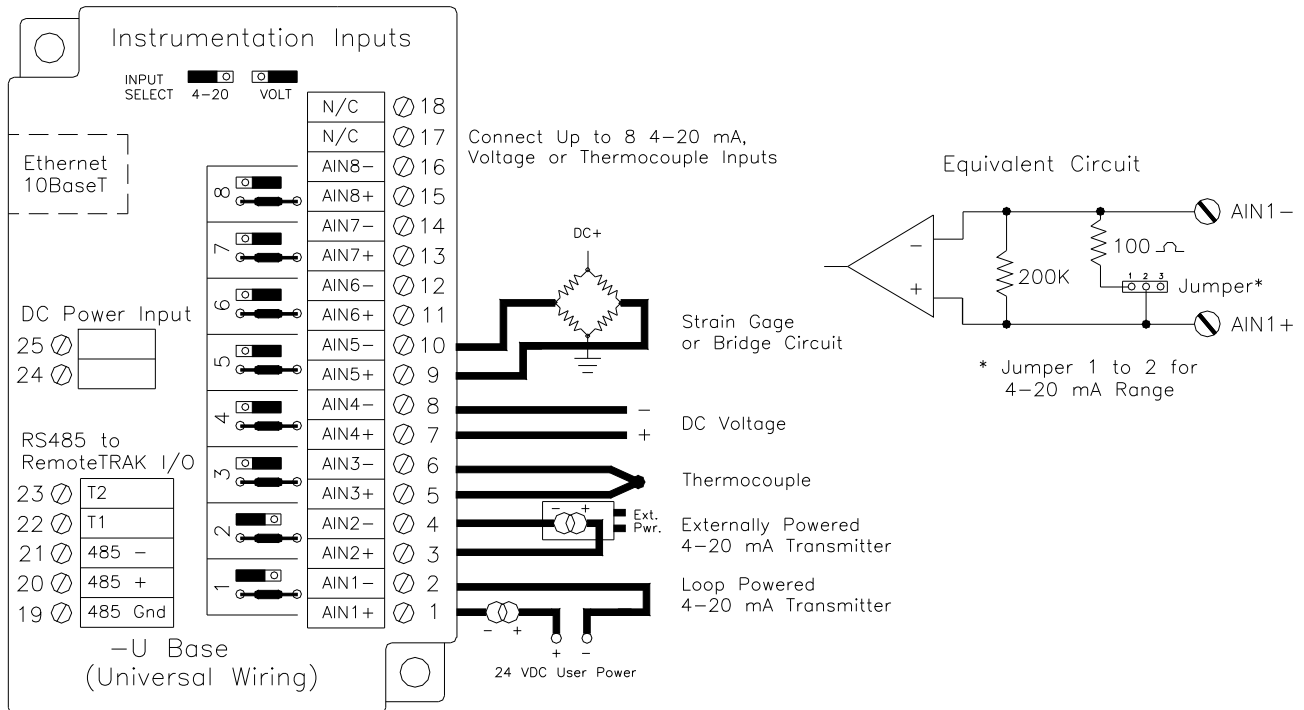 Instrumentation Inputs
INPUT
SELECT
4-20
VOLT
N/C 18
N/C 17
AIN8- 16
AIN8+ 15
AIN7- 14
AIN7+ 13
AIN6- 12
AIN6+ 11
AIN5- 10
AIN5+ 9
AIN4- 8
AIN4+ 7
AIN3- 6
AIN3+ 5
AIN2- 4
AIN2+ 3
AIN1- 2
AIN1+ 1
8
7
6
5
4
3
2
1
Ethernet
10BaseT
DC Power Input
25
24
RS485 to
RemoteTRAK I/O
23 T2
22 T1
21 485 -
20 485 +
19 485 Gnd
-U Base
(Universal Wiring)
Connect Up to 8 4-20 mA,
Voltage or Thermocouple Inputs
DC+
Strain Gage
or Bridge Circuit
-
+
DC Voltage
Thermocouple
- +
Ext.
Pwr.
Externally Powered
4-20 mA Transmitter
Loop Powered
4-20 mA Transmitter
- +
+ -
24 VDC User Power
Equivalent Circuit
AIN1-
-
+
100 Ω
200K
1 2 3
Jumper*
AIN1+
* Jumper 1 to 2 for
4-20 mA Range